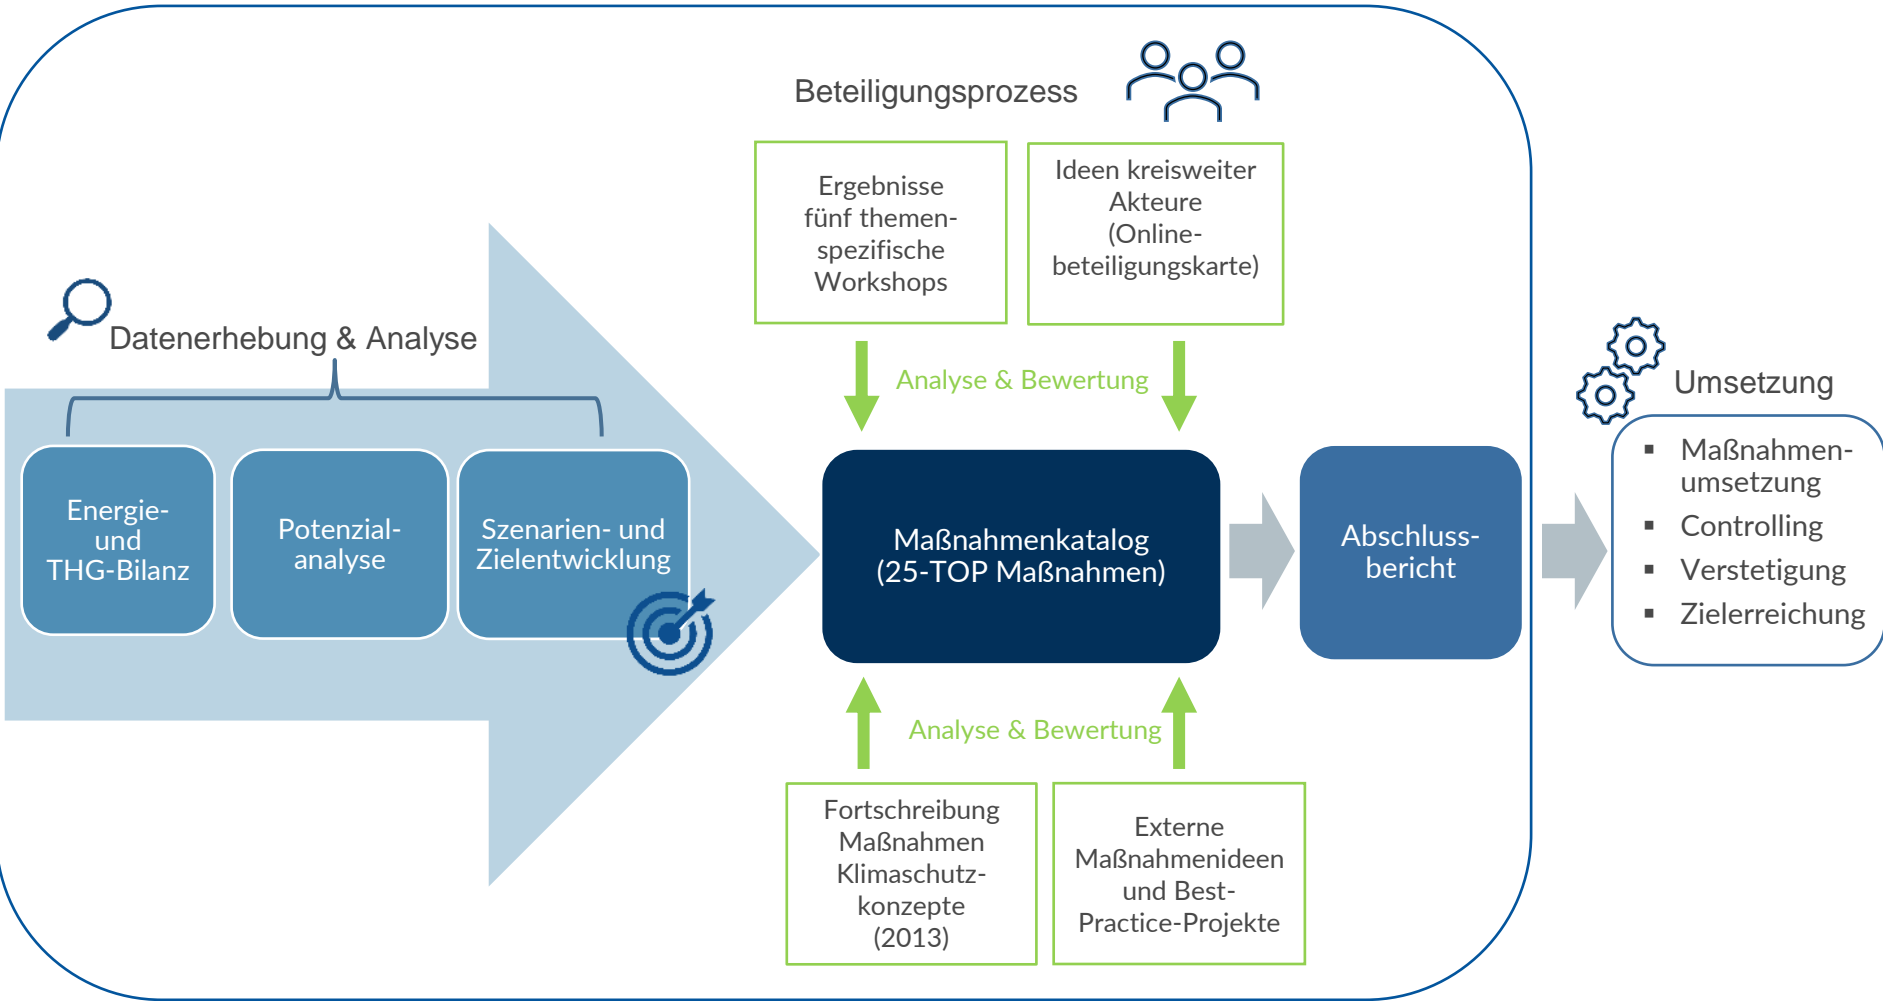 Beteiligungsprozess
Ergebnisse
fünf themen-
spezifische
Workshops
Ideen kreisweiter
Akteure
(Online-
beteiligungskarte)
Analyse & Bewertung
Datenerhebung & Analyse
Energie-
und
THG-Bilanz
Potenzial-
analyse
Szenarien- und
Zielentwicklung
Maßnahmenkatalog
(25-TOP Maßnahmen)
Abschluss-
bericht
Umsetzung
▪ Maßnahmen-
umsetzung
▪ Controlling
▪ Verstetigung
▪ Zielerreichung
Analyse & Bewertung
Fortschreibung
Maßnahmen
Klimaschutz-
konzepte
(2013)
Externe
Maßnahmenideen
und Best-
Practice-Projekte